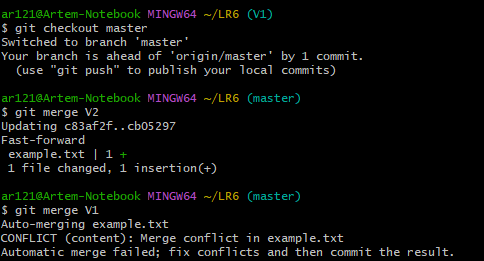 ar121@Artem-Notebook MINGW64 ~/LR6 (V1)
$ git checkout master
Switched to branch 'master'
Your branch is ahead of 'origin/master' by 1 commit.
  (use "git push" to publish your local commits)
ar121@Artem-Notebook MINGW64 ~/LR6 (master)
$ git merge V2
Updating c83af2f..cb05297
Fast-forward
 example.txt | 1 +
 1 file changed, 1 insertion(+)
ar121@Artem-Notebook MINGW64 ~/LR6 (master)
$ git merge V1
Auto-merging example.txt
CONFLICT (content): Merge conflict in example.txt
Automatic merge failed; fix conflicts and then commit the result.